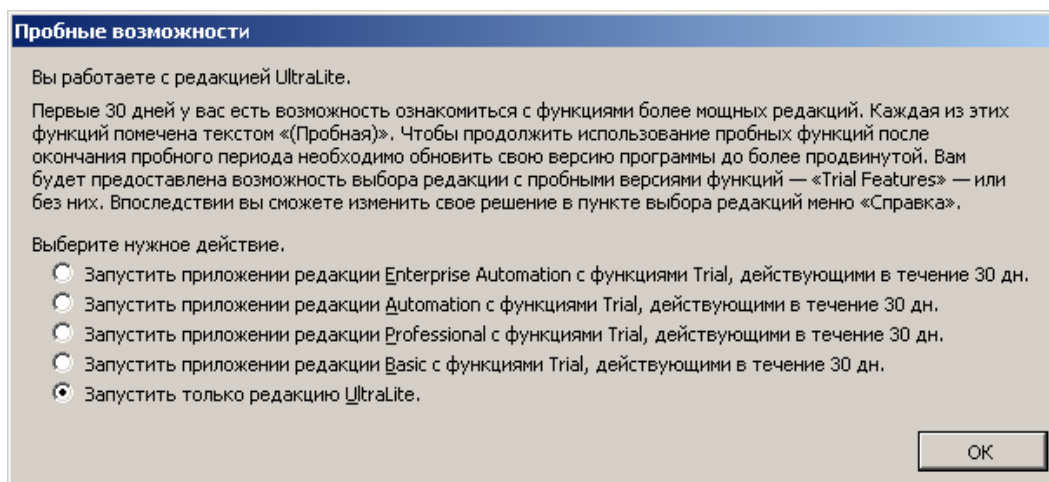 Пробные возможности
Вы работаете с редакцией UltraLite.
Первые 30 дней у вас есть возможность ознакомиться с функциями более мощных редакций. Каждая из этих
функций помечена текстом «(Пробная)». Чтобы продолжить использование пробных функций после
окончания пробного периода необходимо обновить свою версию программы до более продвинутой. Вам
будет предоставлена возможность выбора редакции с пробными версиями функций — «Trial Features» — или
без них. Впоследствии вы сможете изменить свое решение в пункте выбора редакций меню «Справка».
Выберите нужное действие.
Запустить приложении редакции Enterprise Automation с функциями Trial, действующими в течение 30 дн.
Запустить приложении редакции Automation с функциями Trial, действующими в течение 30 дн.
Запустить приложении редакции Professional с функциями Trial, действующими в течение 30 дн.
Запустить приложении редакции Basic с функциями Trial, действующими в течение 30 дн.
Запустить только редакцию UltraLite.
ОК